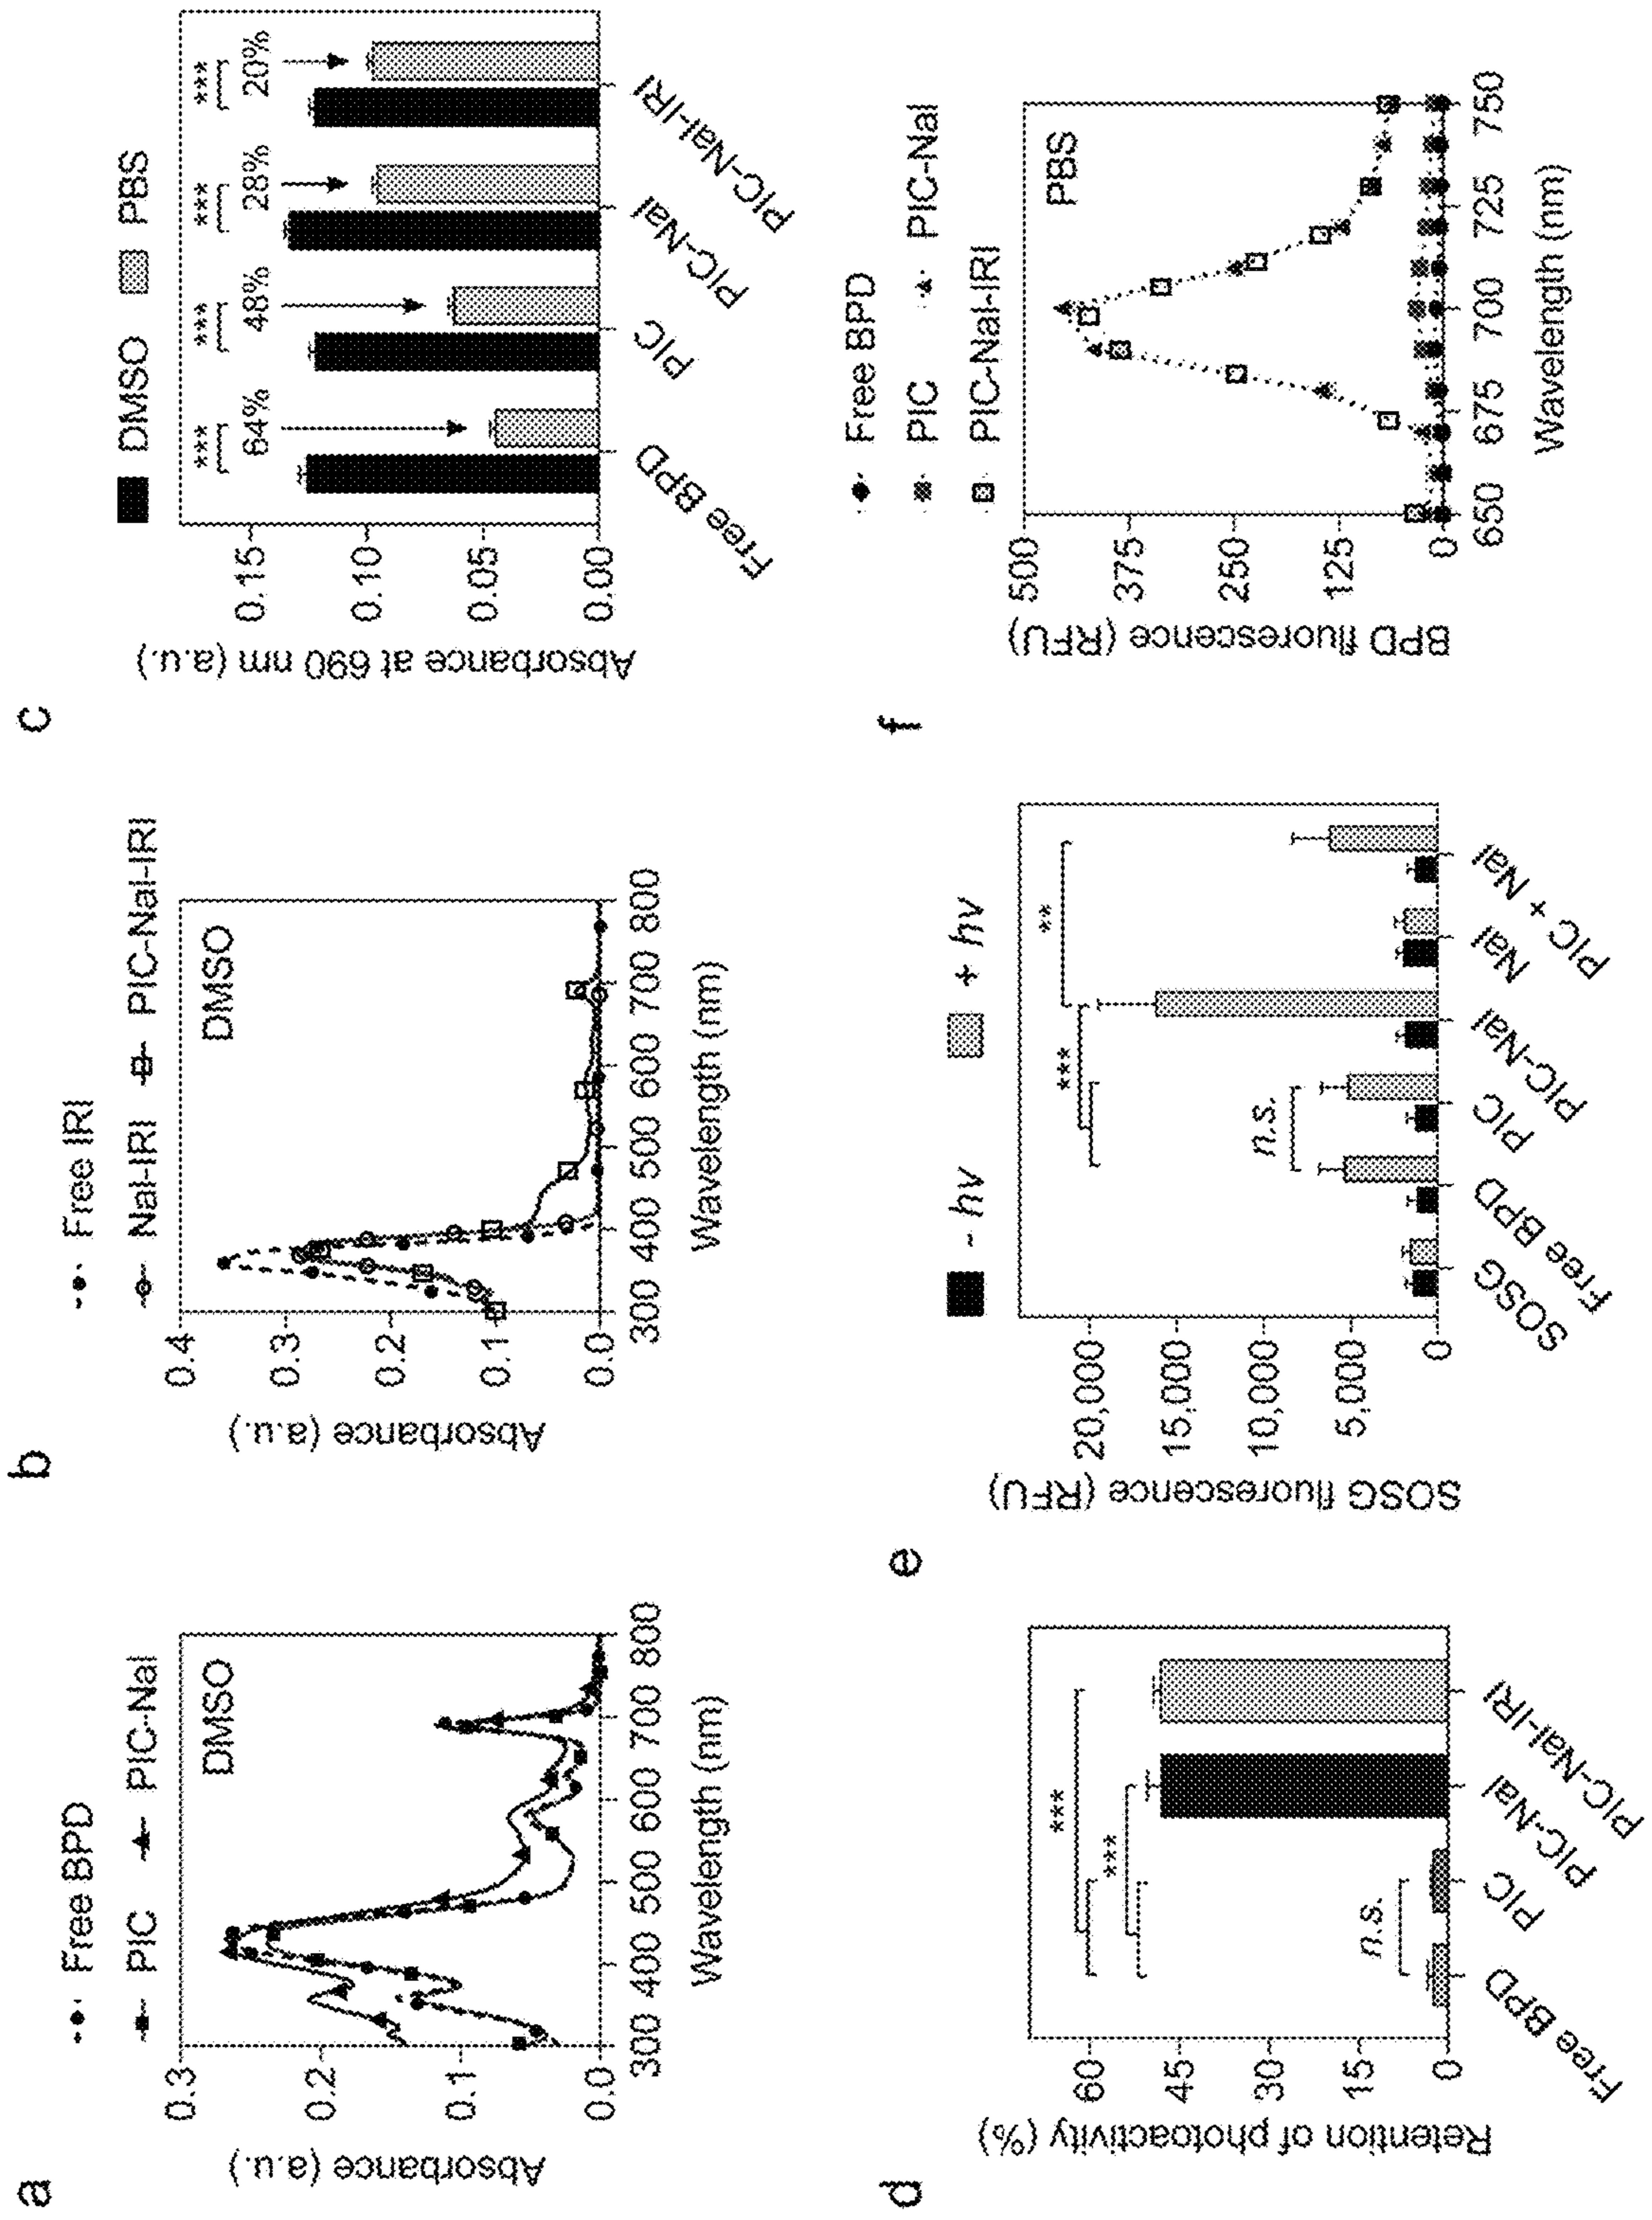 a
Free BPD
PIC
PIC-Nal
DMSO
Absorbance (a.u.)
0.3
0.2
0.1
0.0
300 400 500 600 700 800
Wavelength (nm)
b
Free IRI
Nal-IRI
PIC-Nal-IRI
DMSO
Absorbance (a.u.)
0.4
0.3
0.2
0.1
0.0
300 400 500 600 700 800
Wavelength (nm)
c
DMSO
PBS
Absorbance at 690 nm (a.u.)
0.15
0.10
0.05
0.00
*** *** *** ***
64% 48% 28% 20%
Free BPD
PIC
PIC-Nal
PIC-Nal-IRI
d
Retention of photoactivity (%)
60
45
30
15
0
***
***
n.s.
Free BPD
PIC
PIC-Nal
PIC-Nal-IRI
e
- hv
+ hv
SOSG fluorescence (RFU)
20,000
15,000
10,000
5,000
0
**
***
n.s.
SOSG
Free BPD
PIC
PIC-Nal
Nal
PIC + Nal
f
Free BPD
PIC
PIC-Nal
PIC-Nal-IRI
PBS
BPD fluorescence (RFU)
500
375
250
125
0
650 675 700 725 750
Wavelength (nm)